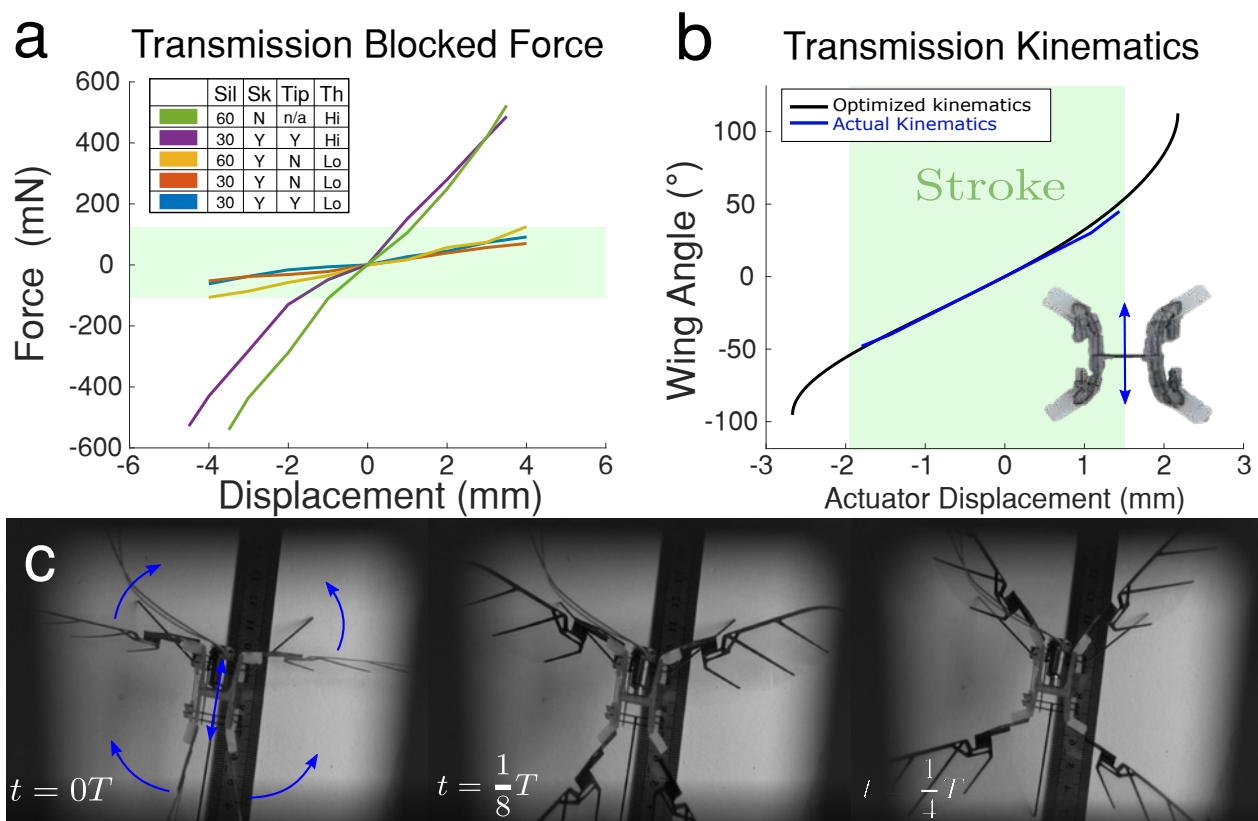 a
Transmission Blocked Force
Sil Sk Tip Th
60 N n/a Hi
30 Y Y Hi
60 Y N Lo
30 Y N Lo
30 Y Y Lo
Force (mN)
600
400
200
0
-200
-400
-600
-6 -4 -2 0 2 4 6
Displacement (mm)
b
Transmission Kinematics
Optimized kinematics
Actual Kinematics
Stroke
Wing Angle (°)
100
50
0
-50
-100
-3 -2 -1 0 1 2 3
Actuator Displacement (mm)
c
t = 0T
t = 1/8 T
1/4 T